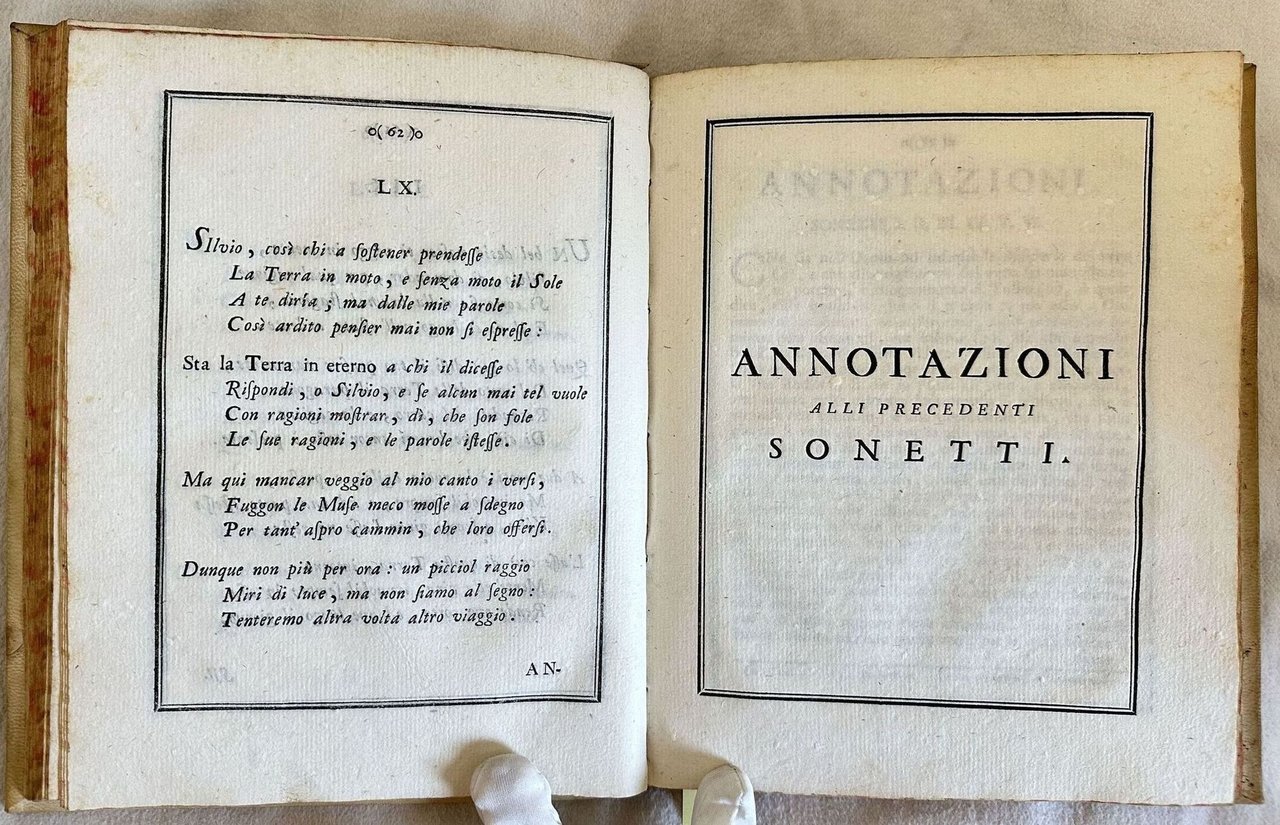 o( 62 )o
LX.
SIlvio, così chi a ſoſtener prendeſſe
La Terra in moto, e ſenza moto il Sole
A te dirìa; ma dalle mie parole
Così ardito penſier mai non ſi eſpreſſe:
Sta la Terra in eterno a chi il diceſſe
Riſpondi, o Silvio, e ſe alcun mai tel vuole
Con ragioni moſtrar, dì, che ſon fole
Le ſue ragioni, e le parole iſteſſe.
Ma qui mancar veggio al mio canto i verſi,
Fuggon le Muſe meco moſſe a ſdegno
Per tant' aſpro cammin, che loro offerſi.
Dunque non più per ora: un picciol raggio
Miri di luce, ma non ſiamo al ſegno:
Tenteremo altra volta altro viaggio.
AN-
ANNOTAZIONI
ALLI PRECEDENTI
SONETTI.